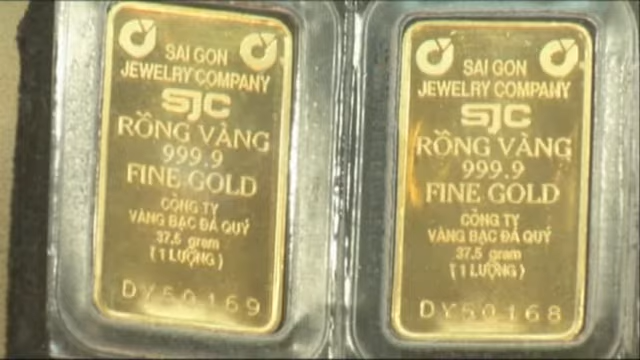 SAI GON
JEWELRY COMPANY
SJC
RỒNG VÀNG
999.9
FINE GOLD
CÔNG TY
VÀNG BẠC ĐÁ QUÝ
37.5 gram
(1 LƯỢNG)
DY50169
SAI GON
JEWELRY COMPANY
SJC
RỒNG VÀNG
999.9
FINE GOLD
CÔNG TY
VÀNG BẠC ĐÁ QUÝ
37.5 gram
(1 LƯỢNG)
DY50168